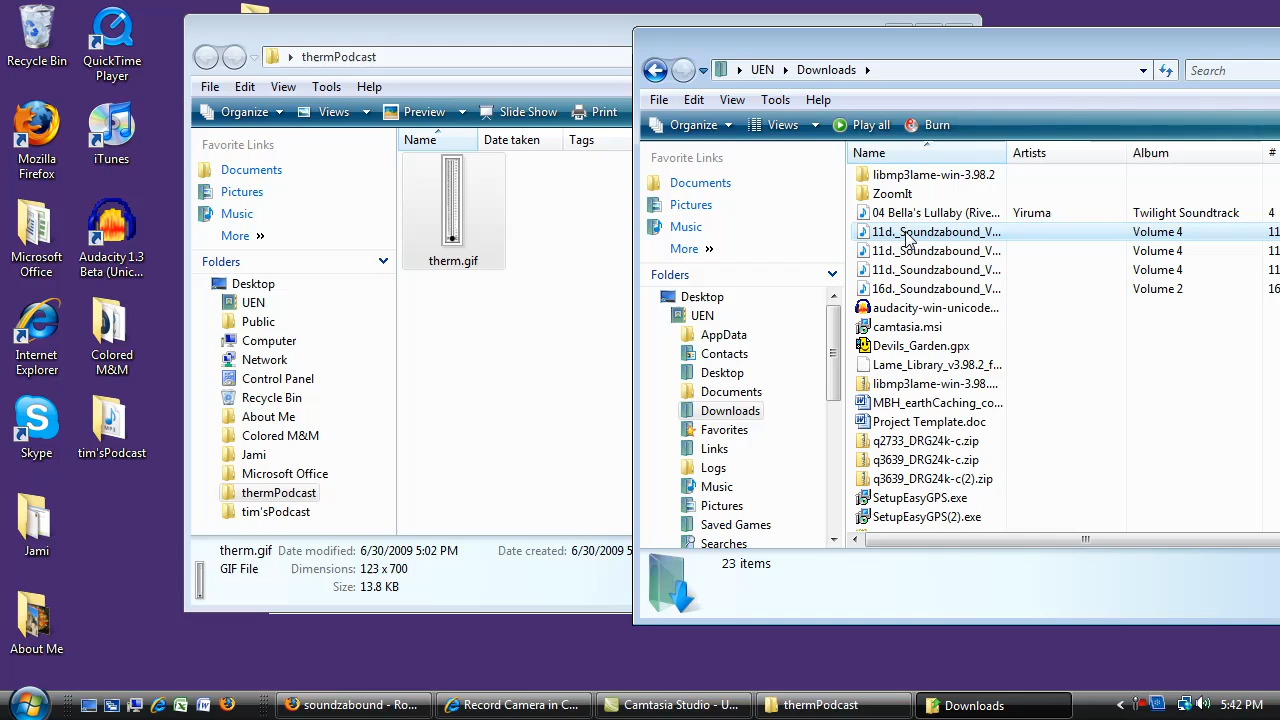 Recycle Bin
QuickTime Player
Mozilla Firefox
iTunes
Microsoft Office
Audacity 1.3 Beta (Unic...
Internet Explorer
Colored M&M
Skype
tim'sPodcast
Jami
About Me
thermPodcast
File Edit View Tools Help
Organize Views Preview Slide Show Print
Favorite Links
Documents
Pictures
Music
More »
Folders
Desktop
UEN
Public
Computer
Network
Control Panel
Recycle Bin
About Me
Colored M&M
Jami
Microsoft Office
thermPodcast
tim'sPodcast
Name Date taken Tags
therm.gif
therm.gif Date modified: 6/30/2009 5:02 PM Date created: 6/30/2009
GIF File Dimensions: 123 x 700
Size: 13.8 KB
UEN Downloads Search
File Edit View Tools Help
Organize Views Play all Burn
Favorite Links
Documents
Pictures
Music
More »
Folders
Desktop
UEN
AppData
Contacts
Desktop
Documents
Downloads
Favorites
Links
Logs
Music
Pictures
Saved Games
Searches
Name Artists Album #
libmp3lame-win-3.98.2
ZoomIt
04 Bella's Lullaby (Rive... Yiruma Twilight Soundtrack 4
11d._Soundzabound_V... Volume 4 11
11d._Soundzabound_V... Volume 4 11
11d._Soundzabound_V... Volume 4 11
16d._Soundzabound_V... Volume 2 16
audacity-win-unicode...
camtasia.msi
Devils_Garden.gpx
Lame_Library_v3.98.2_f...
libmp3lame-win-3.98....
MBH_earthCaching_co...
Project Template.doc
q2733_DRG24k-c.zip
q3639_DRG24k-c.zip
q3639_DRG24k-c(2).zip
SetupEasyGPS.exe
SetupEasyGPS(2).exe
23 items
soundzabound - Ro... Record Camera in C... Camtasia Studio - U... thermPodcast Downloads 5:42 PM